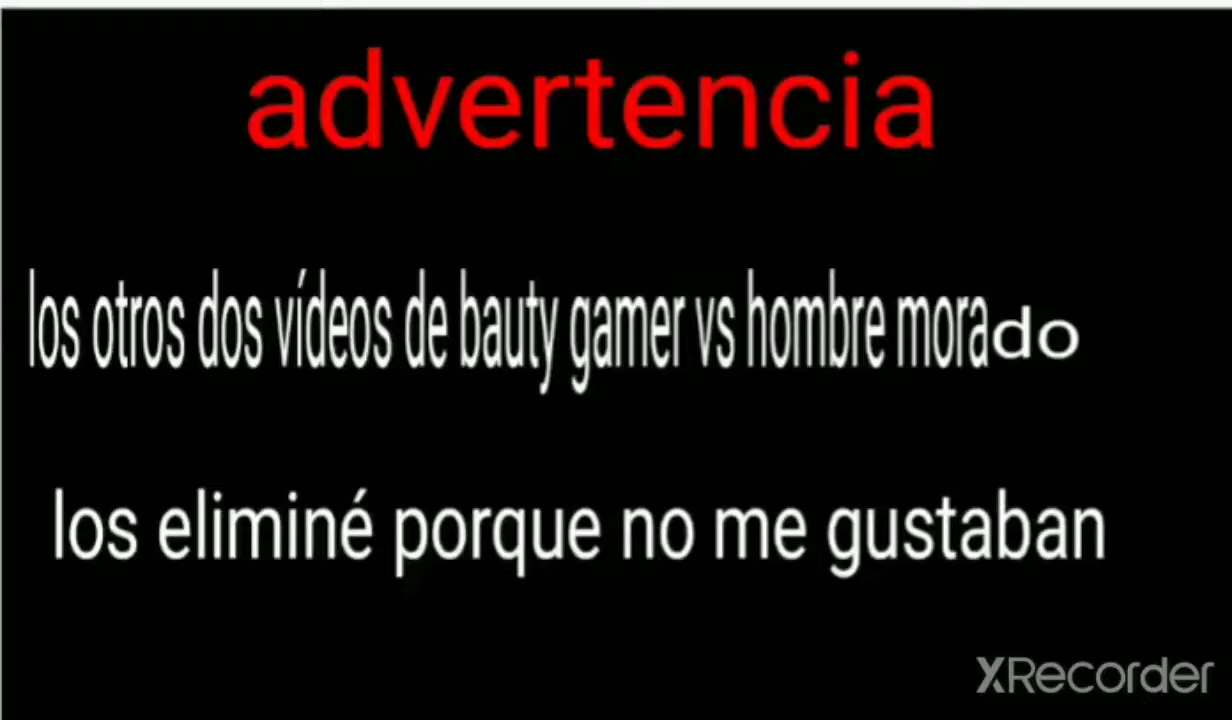 advertencia
los otros dos vídeos de bauty gamer vs hombre morado
los eliminé porque no me gustaban
XRecorder